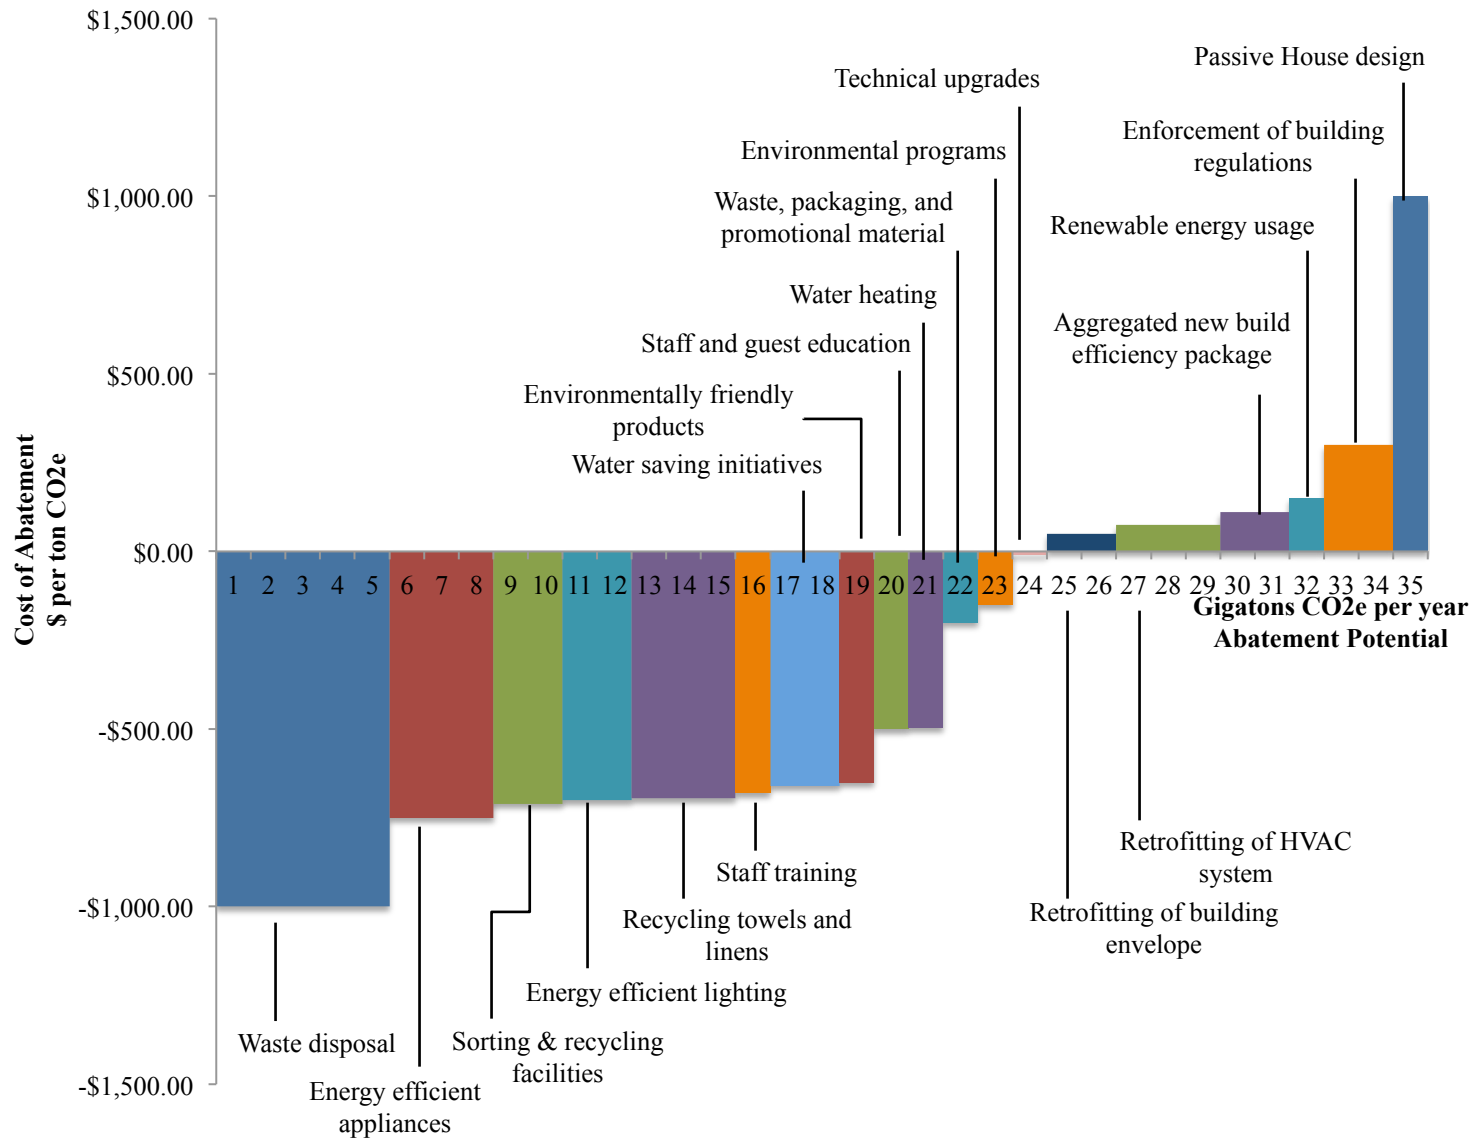 $1,500.00
$1,000.00
$500.00
$0.00
-$500.00
-$1,000.00
-$1,500.00
Cost of Abatement
$ per ton CO2e
Passive House design
Technical upgrades
Enforcement of building
regulations
Environmental programs
Waste, packaging, and
promotional material
Renewable energy usage
Water heating
Aggregated new build
efficiency package
Staff and guest education
Environmentally friendly
products
Water saving initiatives
1 2 3 4 5 6 7 8 9 10 11 12 13 14 15 16 17 18 19 20 21 22 23 24 25 26 27 28 29 30 31 32 33 34 35
Gigatons CO2e per year
Abatement Potential
Retrofitting of HVAC
system
Staff training
Retrofitting of building
envelope
Recycling towels and
linens
Energy efficient lighting
Waste disposal
Sorting & recycling
facilities
Energy efficient
appliances